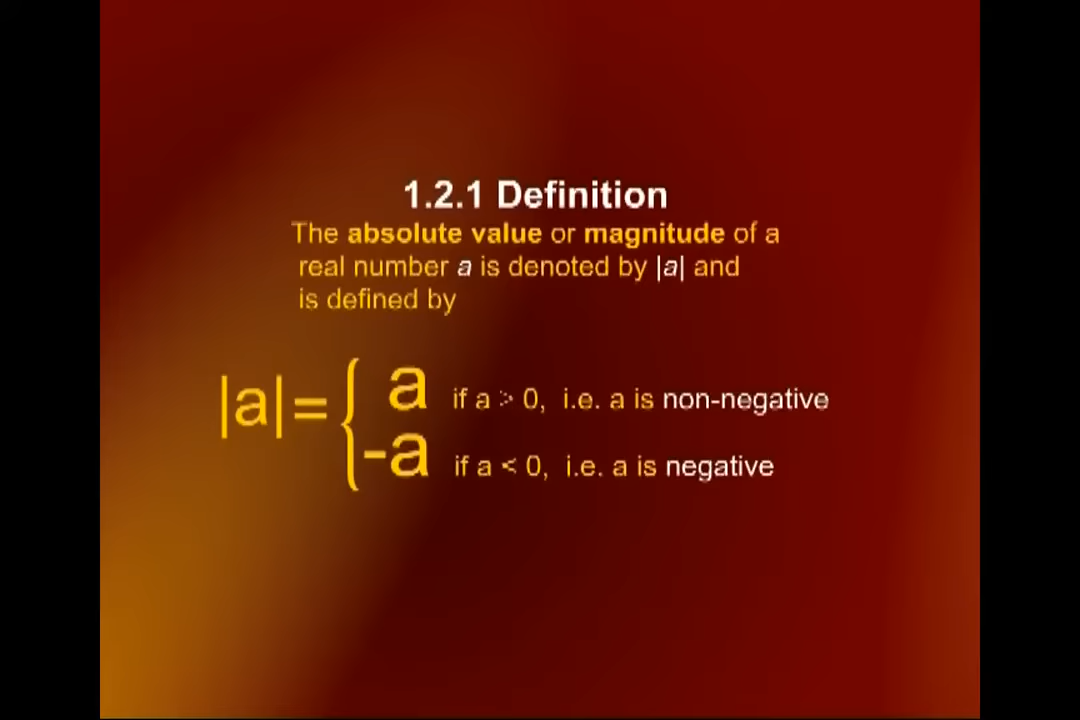 1.2.1 Definition
The absolute value or magnitude of a
real number a is denoted by |a| and
is defined by
|a|={ a if a > 0, i.e. a is non-negative
-a if a < 0, i.e. a is negative